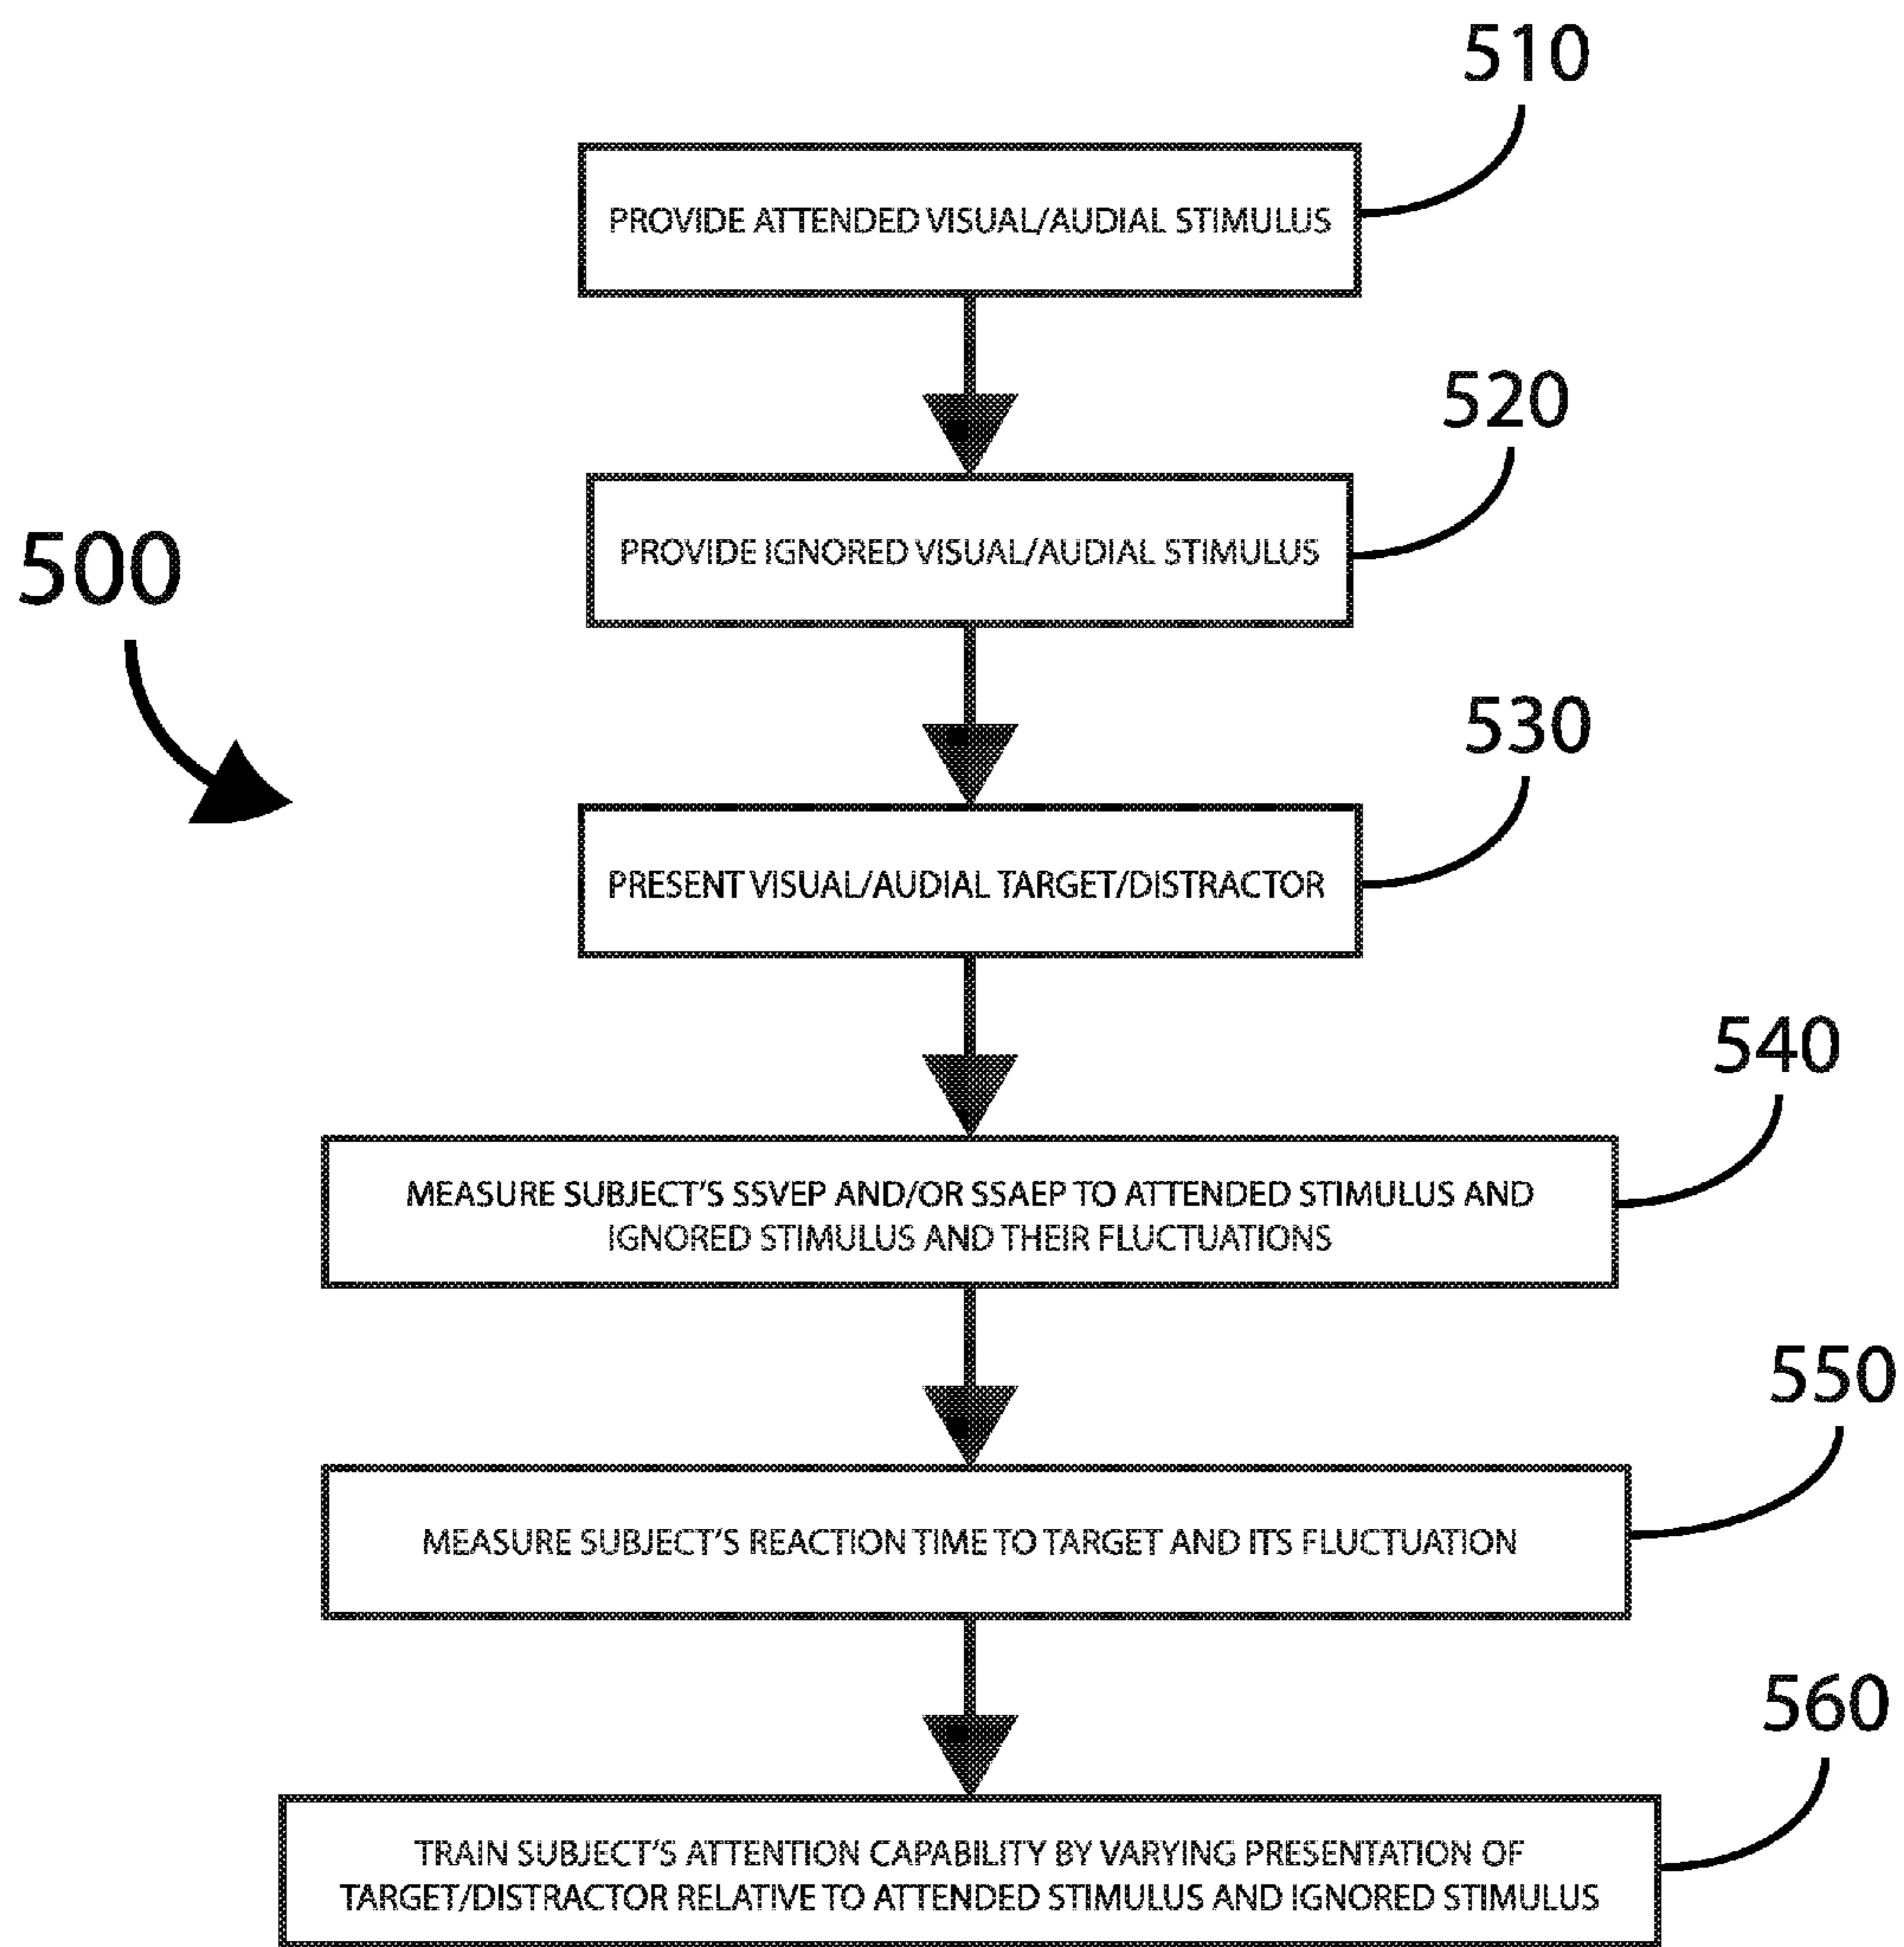 510
PROVIDE ATTENDED VISUAL/AUDIAL STIMULUS
520
PROVIDE IGNORED VISUAL/AUDIAL STIMULUS
500
530
PRESENT VISUAL/AUDIAL TARGET/DISTRACTOR
540
MEASURE SUBJECT'S SSVEP AND/OR SSAEP TO ATTENDED STIMULUS AND
IGNORED STIMULUS AND THEIR FLUCTUATIONS
550
MEASURE SUBJECT'S REACTION TIME TO TARGET AND ITS FLUCTUATION
560
TRAIN SUBJECT'S ATTENTION CAPABILITY BY VARYING PRESENTATION OF
TARGET/DISTRACTOR RELATIVE TO ATTENDED STIMULUS AND IGNORED STIMULUS